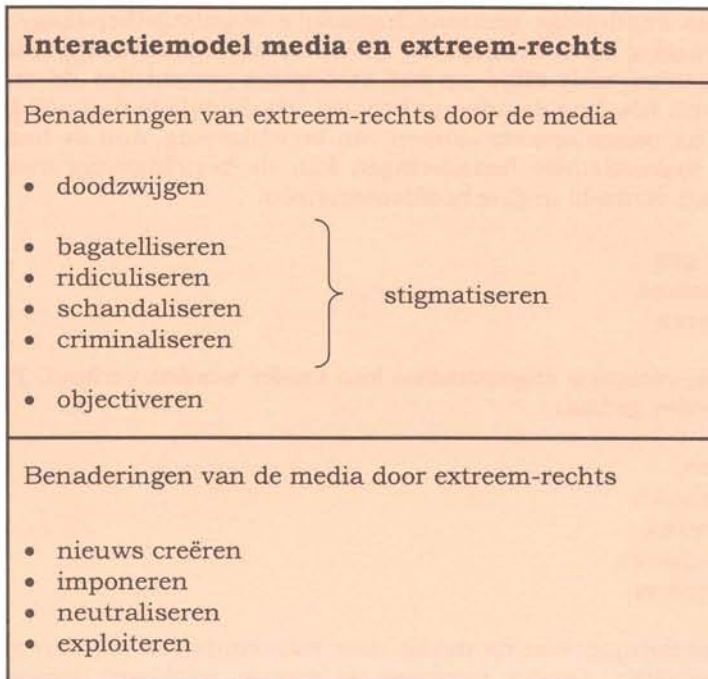 Interactiemodel media en extreem-rechts
Benaderingen van extreem-rechts door de media
• doodzwijgen
• bagatelliseren
• ridiculiseren
• schandaliseren
• criminaliseren
stigmatiseren
• objectiveren
Benaderingen van de media door extreem-rechts
• nieuws creëren
• imponeren
• neutraliseren
• exploiteren